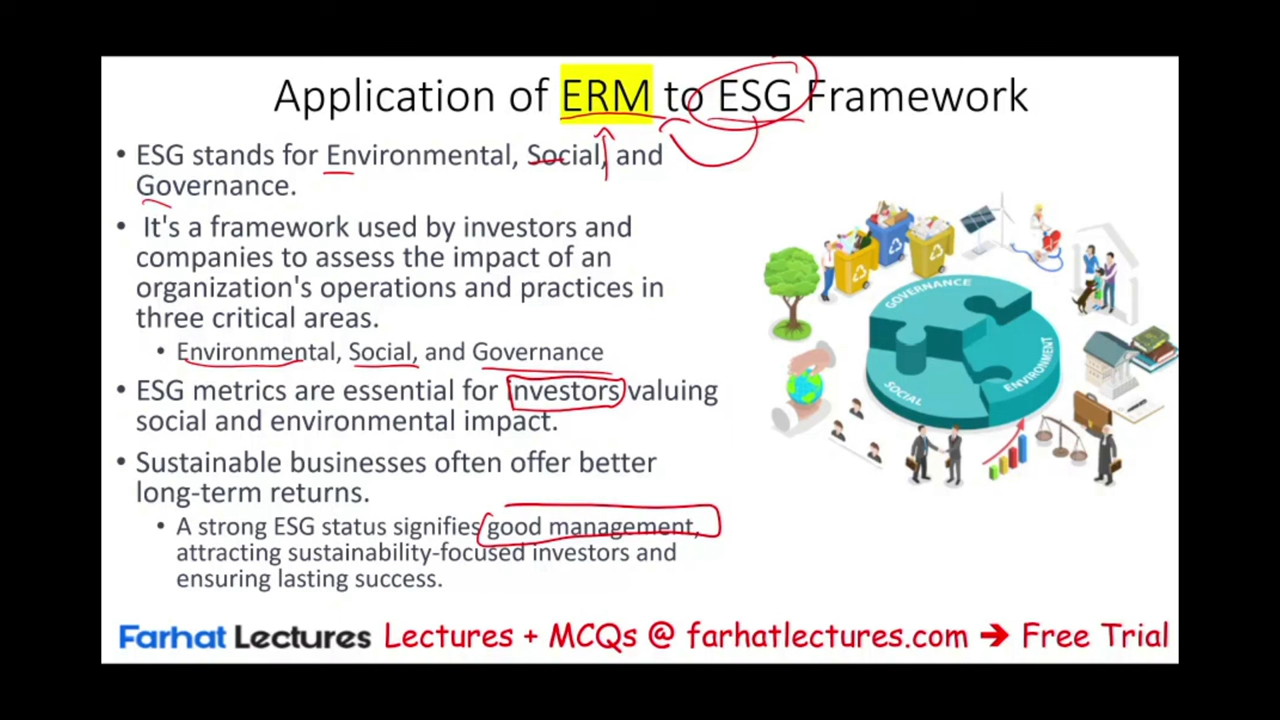 Application of ERM to ESG Framework
• ESG stands for Environmental, Social, and
Governance.
• It's a framework used by investors and
companies to assess the impact of an
organization's operations and practices in
three critical areas.
• Environmental, Social, and Governance
• ESG metrics are essential for investors valuing
social and environmental impact.
• Sustainable businesses often offer better
long-term returns.
• A strong ESG status signifies good management,
attracting sustainability-focused investors and
ensuring lasting success.
GOVERNANCE
ENVIRONMENT
SOCIAL
Farhat Lectures Lectures + MCQs @ farhatlectures.com ➔ Free Trial